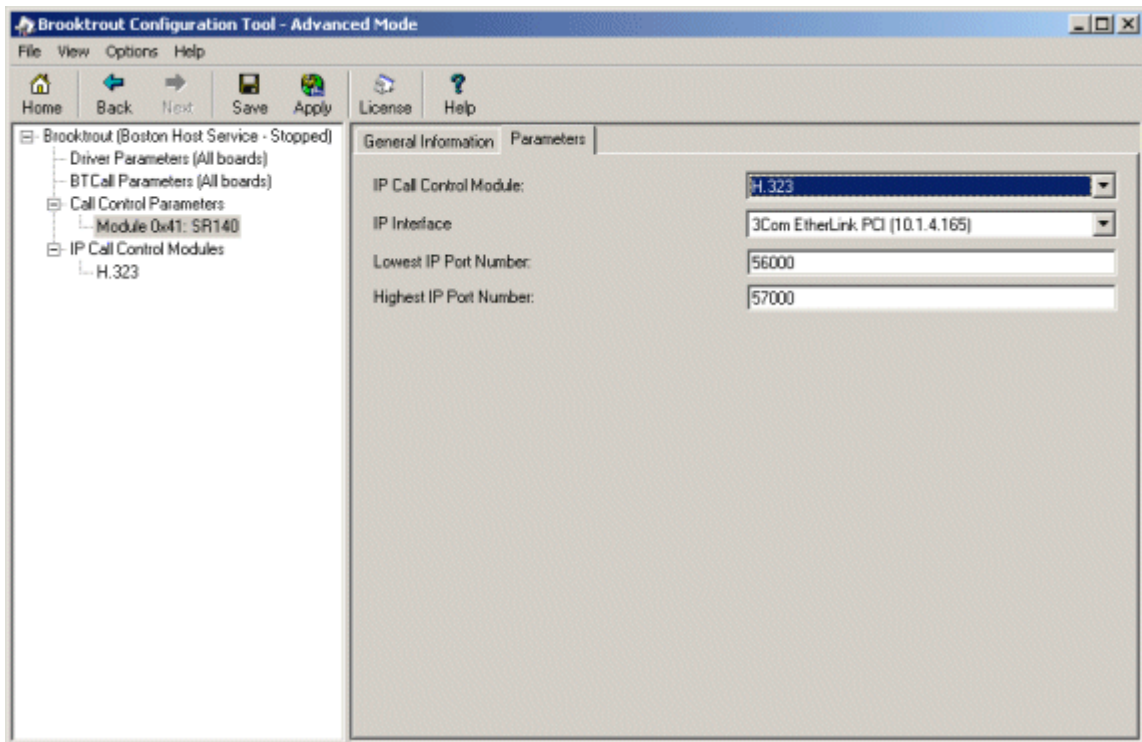 Brooktrout Configuration Tool - Advanced Mode
File View Options Help
Home Back Next Save Apply License Help
Brooktrout (Boston Host Service - Stopped)
Driver Parameters (All boards)
BTCall Parameters (All boards)
Call Control Parameters
Module 0x41: SR140
IP Call Control Modules
H.323
General Information Parameters
IP Call Control Module: H.323
IP Interface 3Com EtherLink PCI (10.1.4.165)
Lowest IP Port Number: 56000
Highest IP Port Number: 57000